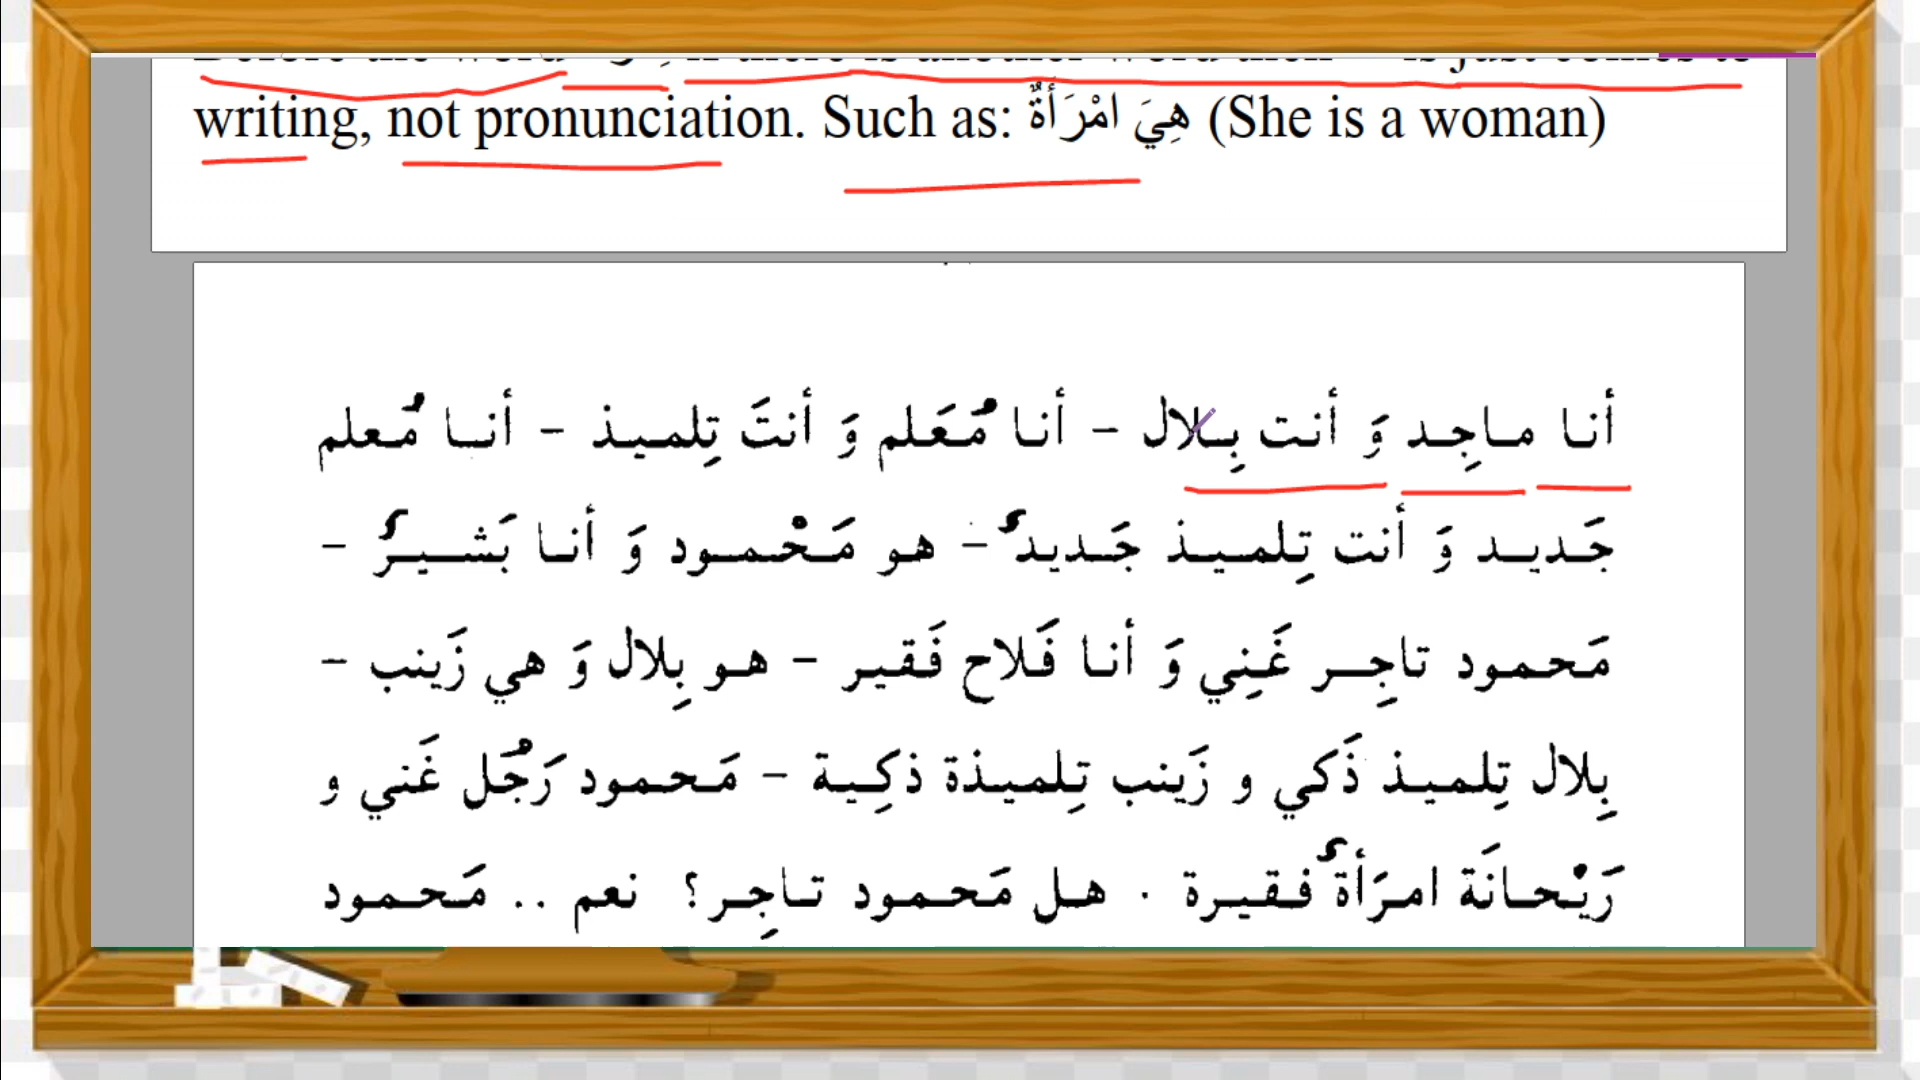 writing, not pronunciation. Such as: هِيَ امْرَأَةٌ (She is a woman)
أنا ماجِد وَ أنت بِلال – أنا مُعَلم وَ أنتَ تِلميذ – أنا مُعلم
جَديد وَ أنت تِلميذ جَديد – هو مَحْمود وَ أنا بَشير –
مَحمود تاجِر غَنِي وَ أنا فَلاح فَقير – هو بِلال وَ هي زَينب –
بِلال تِلميذ ذَكي و زَينب تِلميذة ذكِية – مَحمود رَجُل غَني و
رَيْحانَة امرَأة فقيرة . هل مَحمود تاجِر؟ نعم .. مَحمود